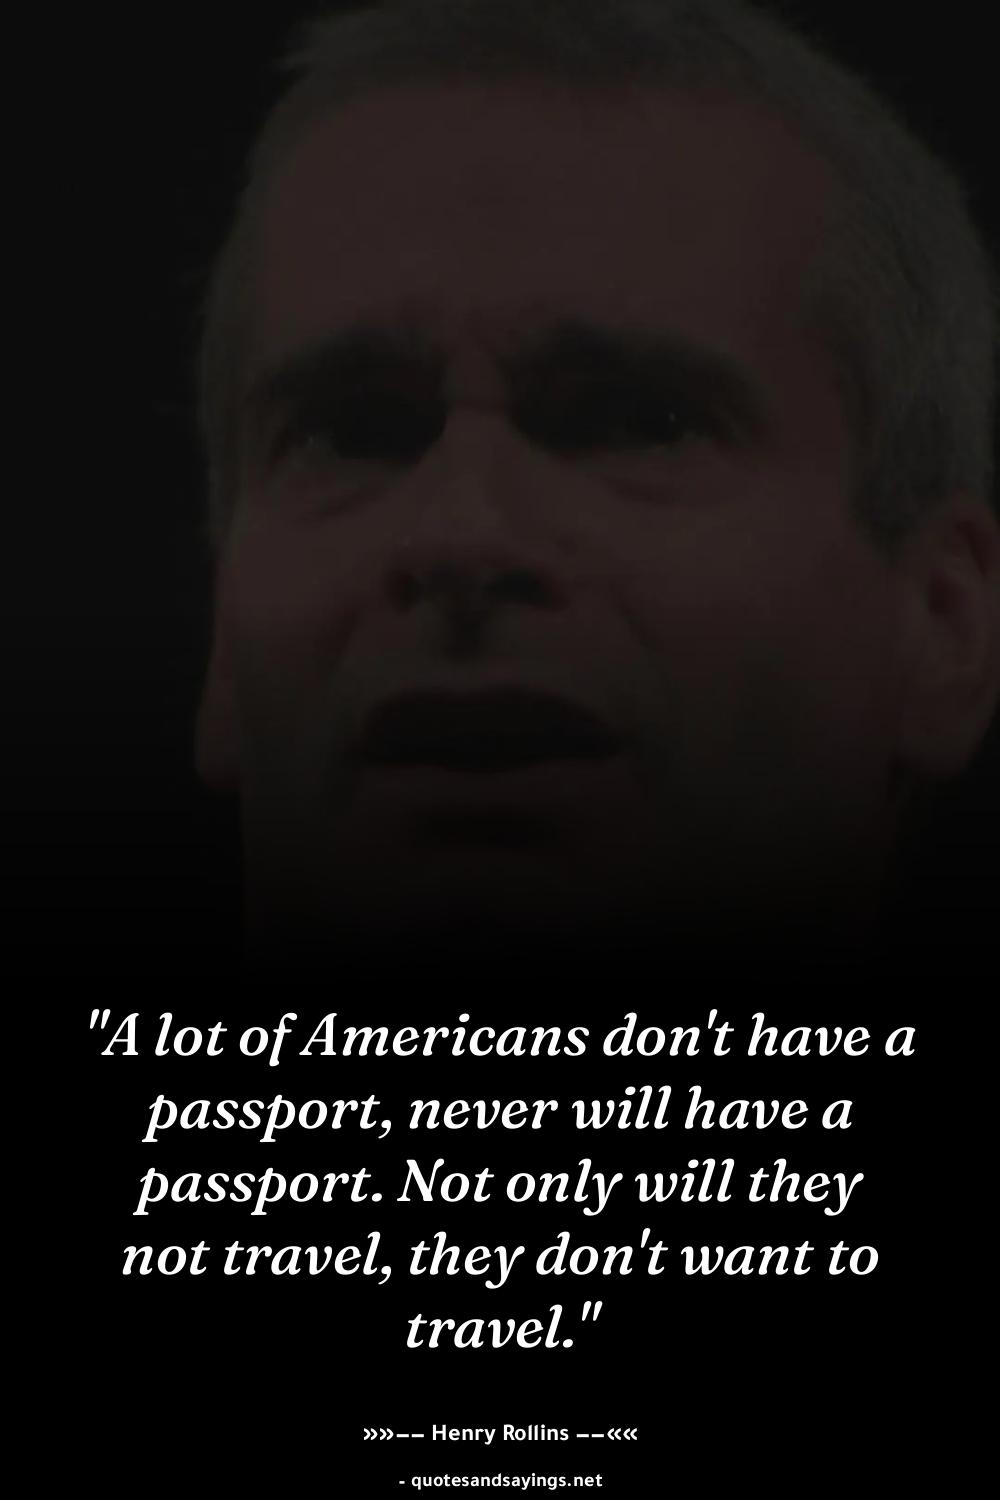 "A lot of Americans don't have a
passport, never will have a
passport. Not only will they
not travel, they don't want to
travel."
»»–– Henry Rollins ––««
- quotesandsayings.net